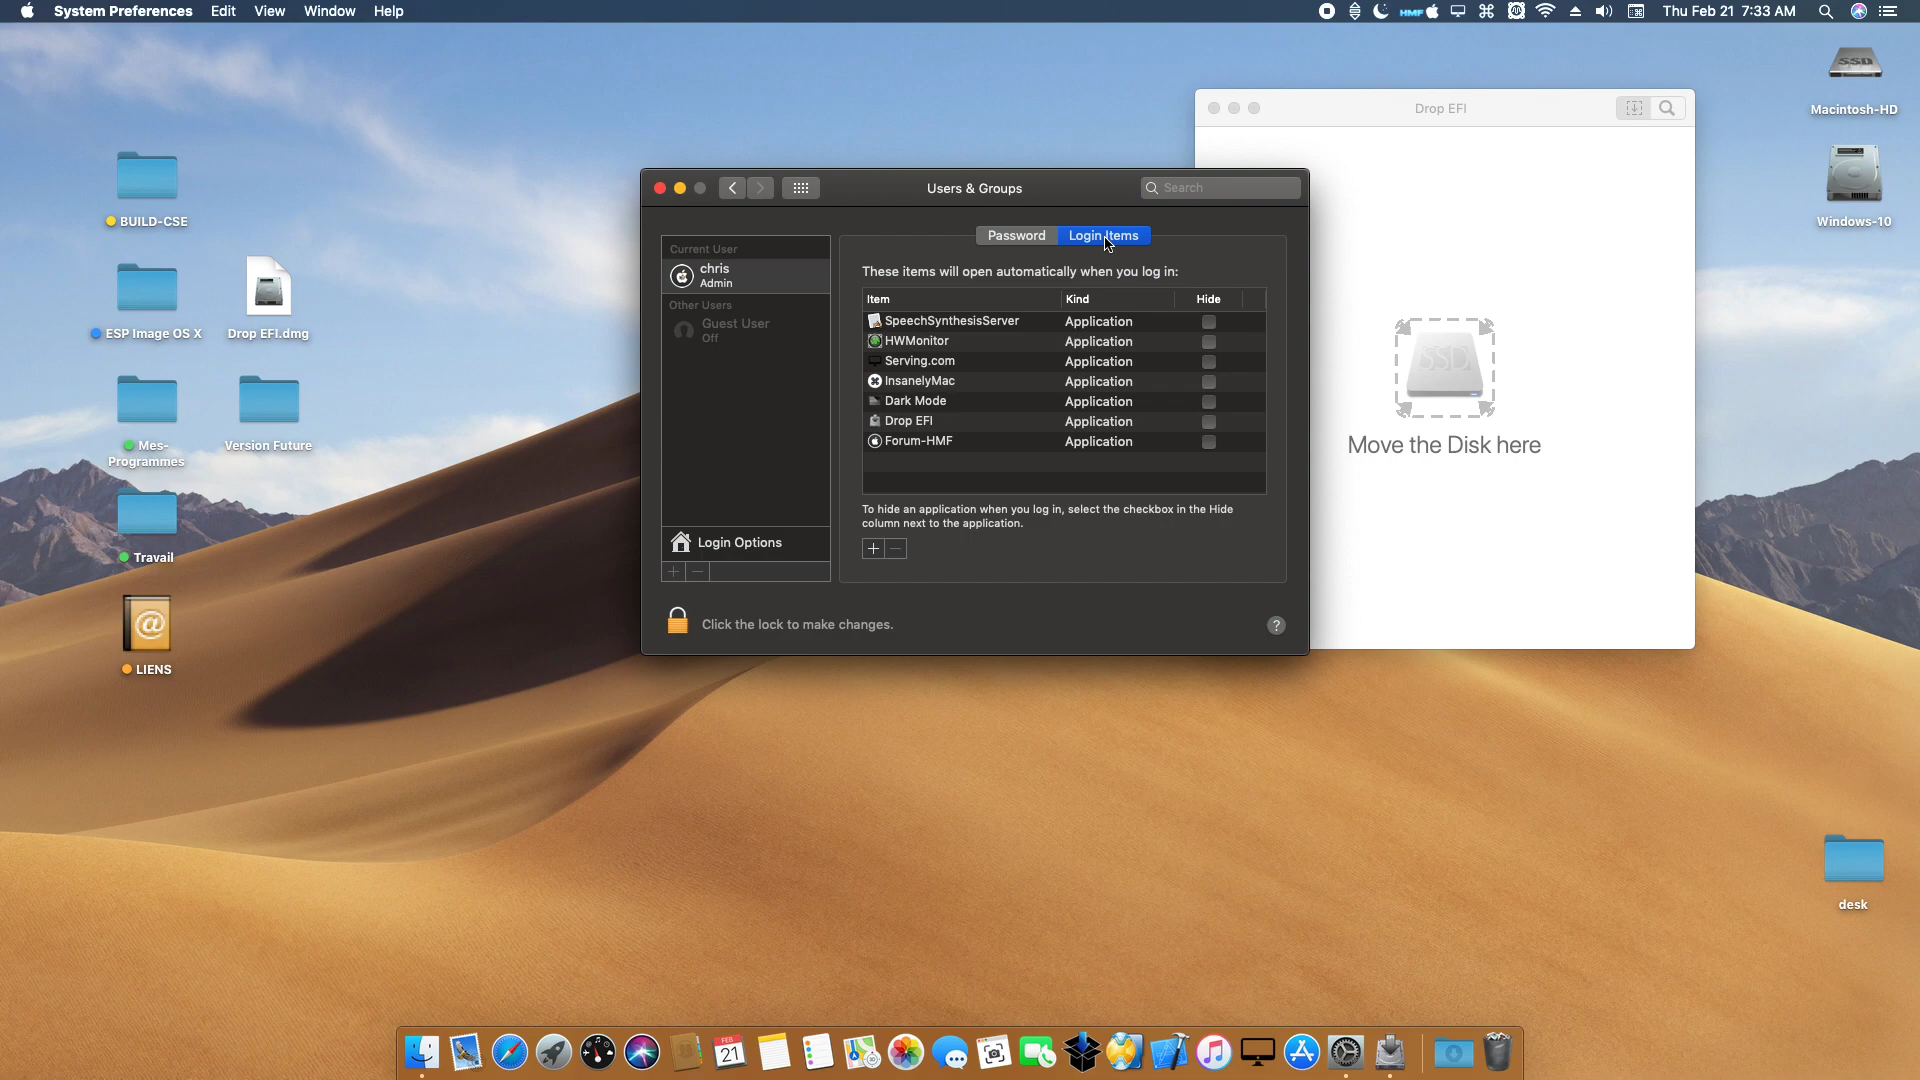 System Preferences Edit View Window Help
HMF Thu Feb 21 7:33 AM
SSD
Macintosh-HD
Windows-10
BUILD-CSE
ESP Image OS X
Drop EFI.dmg
Mes-
Programmes
Version Future
Travail
@
LIENS
Drop EFI
SSD
Move the Disk here
Users & Groups
Search
Password Login Items
Current User
chris
Admin
Other Users
Guest User
Off
Login Options
+ −
These items will open automatically when you log in:
Item Kind Hide
SpeechSynthesisServer Application
HWMonitor Application
Serving.com Application
InsanelyMac Application
Dark Mode Application
Drop EFI Application
Forum-HMF Application
To hide an application when you log in, select the checkbox in the Hide
column next to the application.
+ −
Click the lock to make changes.
?
desk
FEB
21